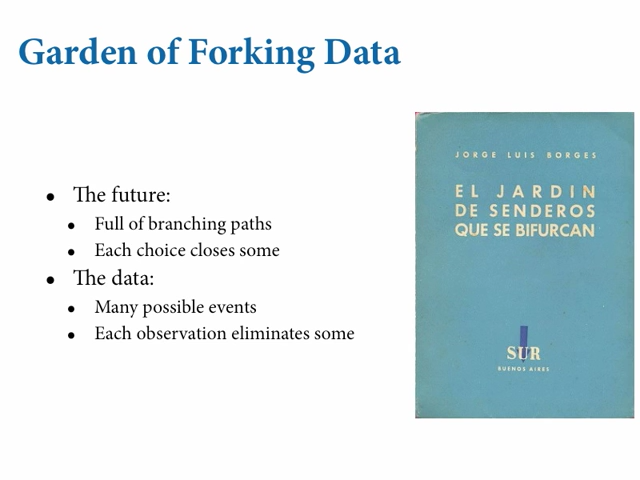 Garden of Forking Data
• The future:
• Full of branching paths
• Each choice closes some
• The data:
• Many possible events
• Each observation eliminates some
JORGE LUIS BORGES
EL JARDIN
DE SENDEROS
QUE SE BIFURCAN
SUR
BUENOS AIRES